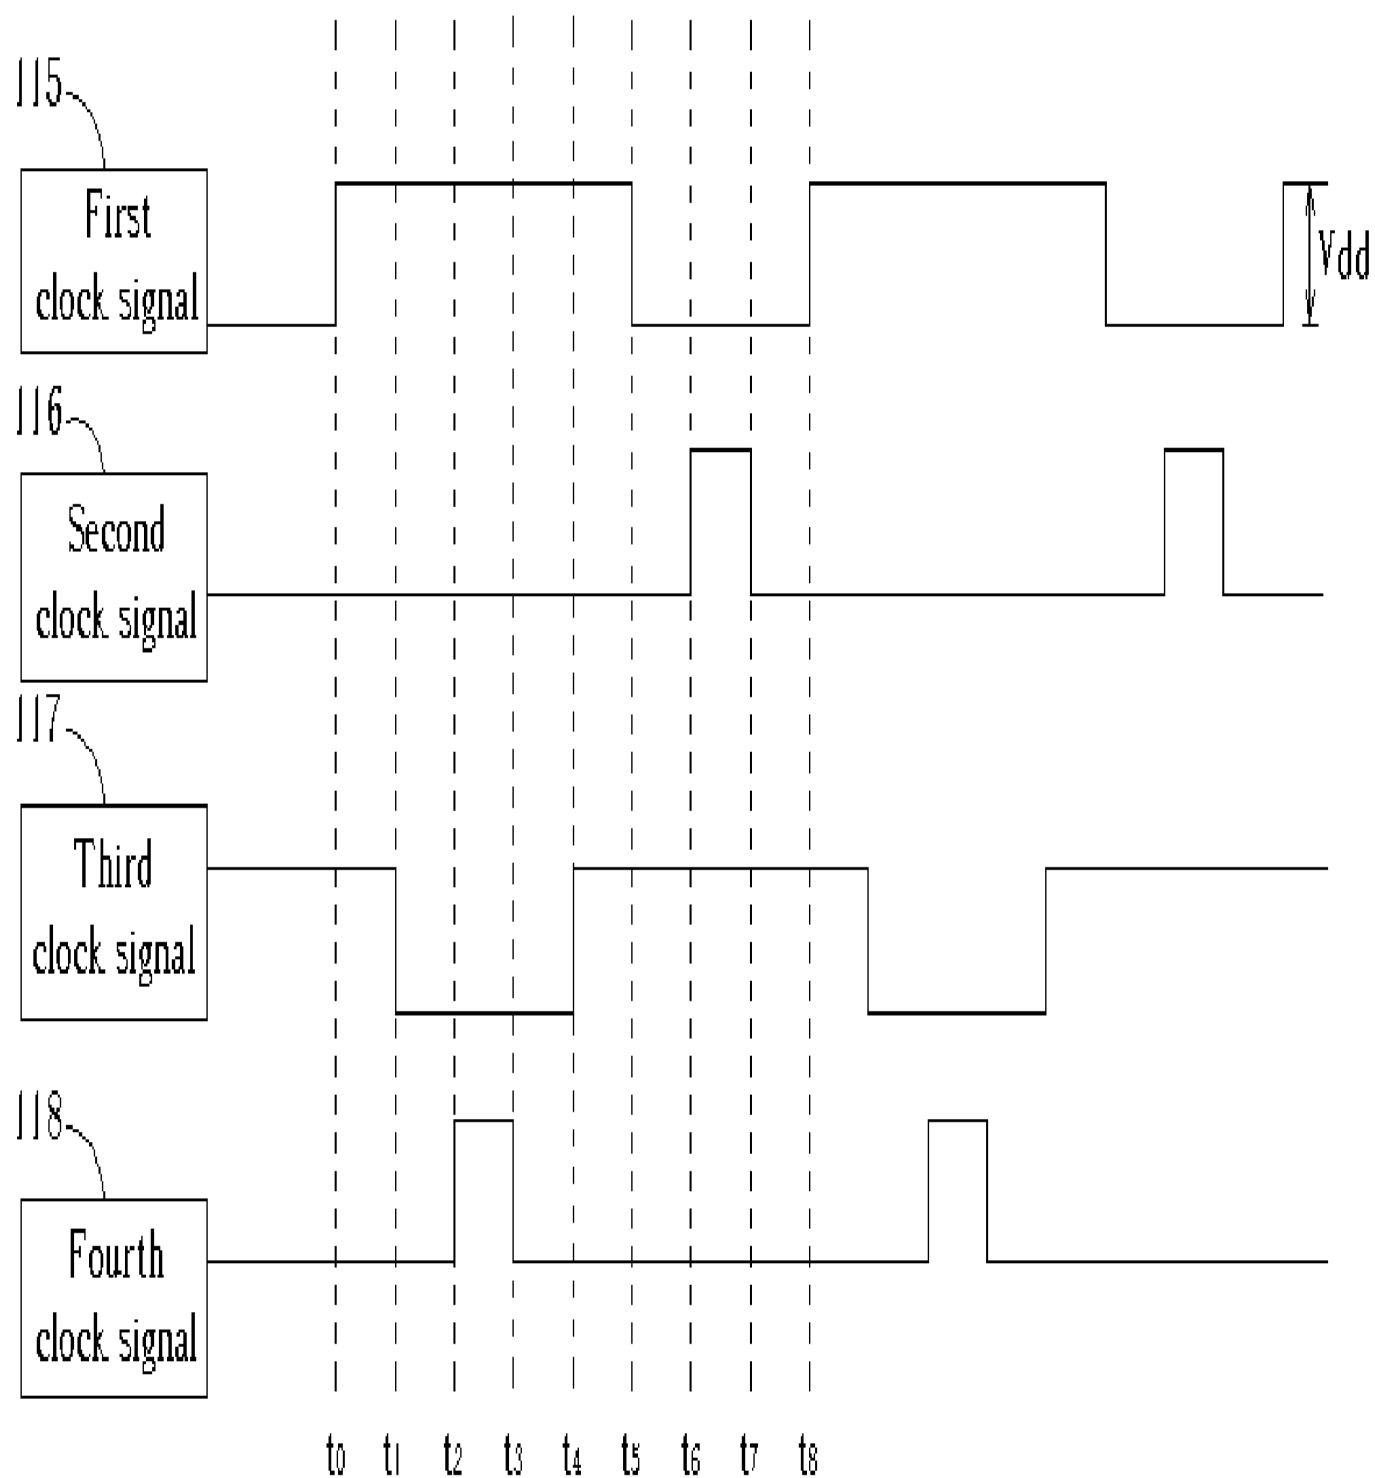 115
First
clock signal
Vdd
116
Second
clock signal
117
Third
clock signal
118
Fourth
clock signal
t0 t1 t2 t3 t4 t5 t6 t7 t8